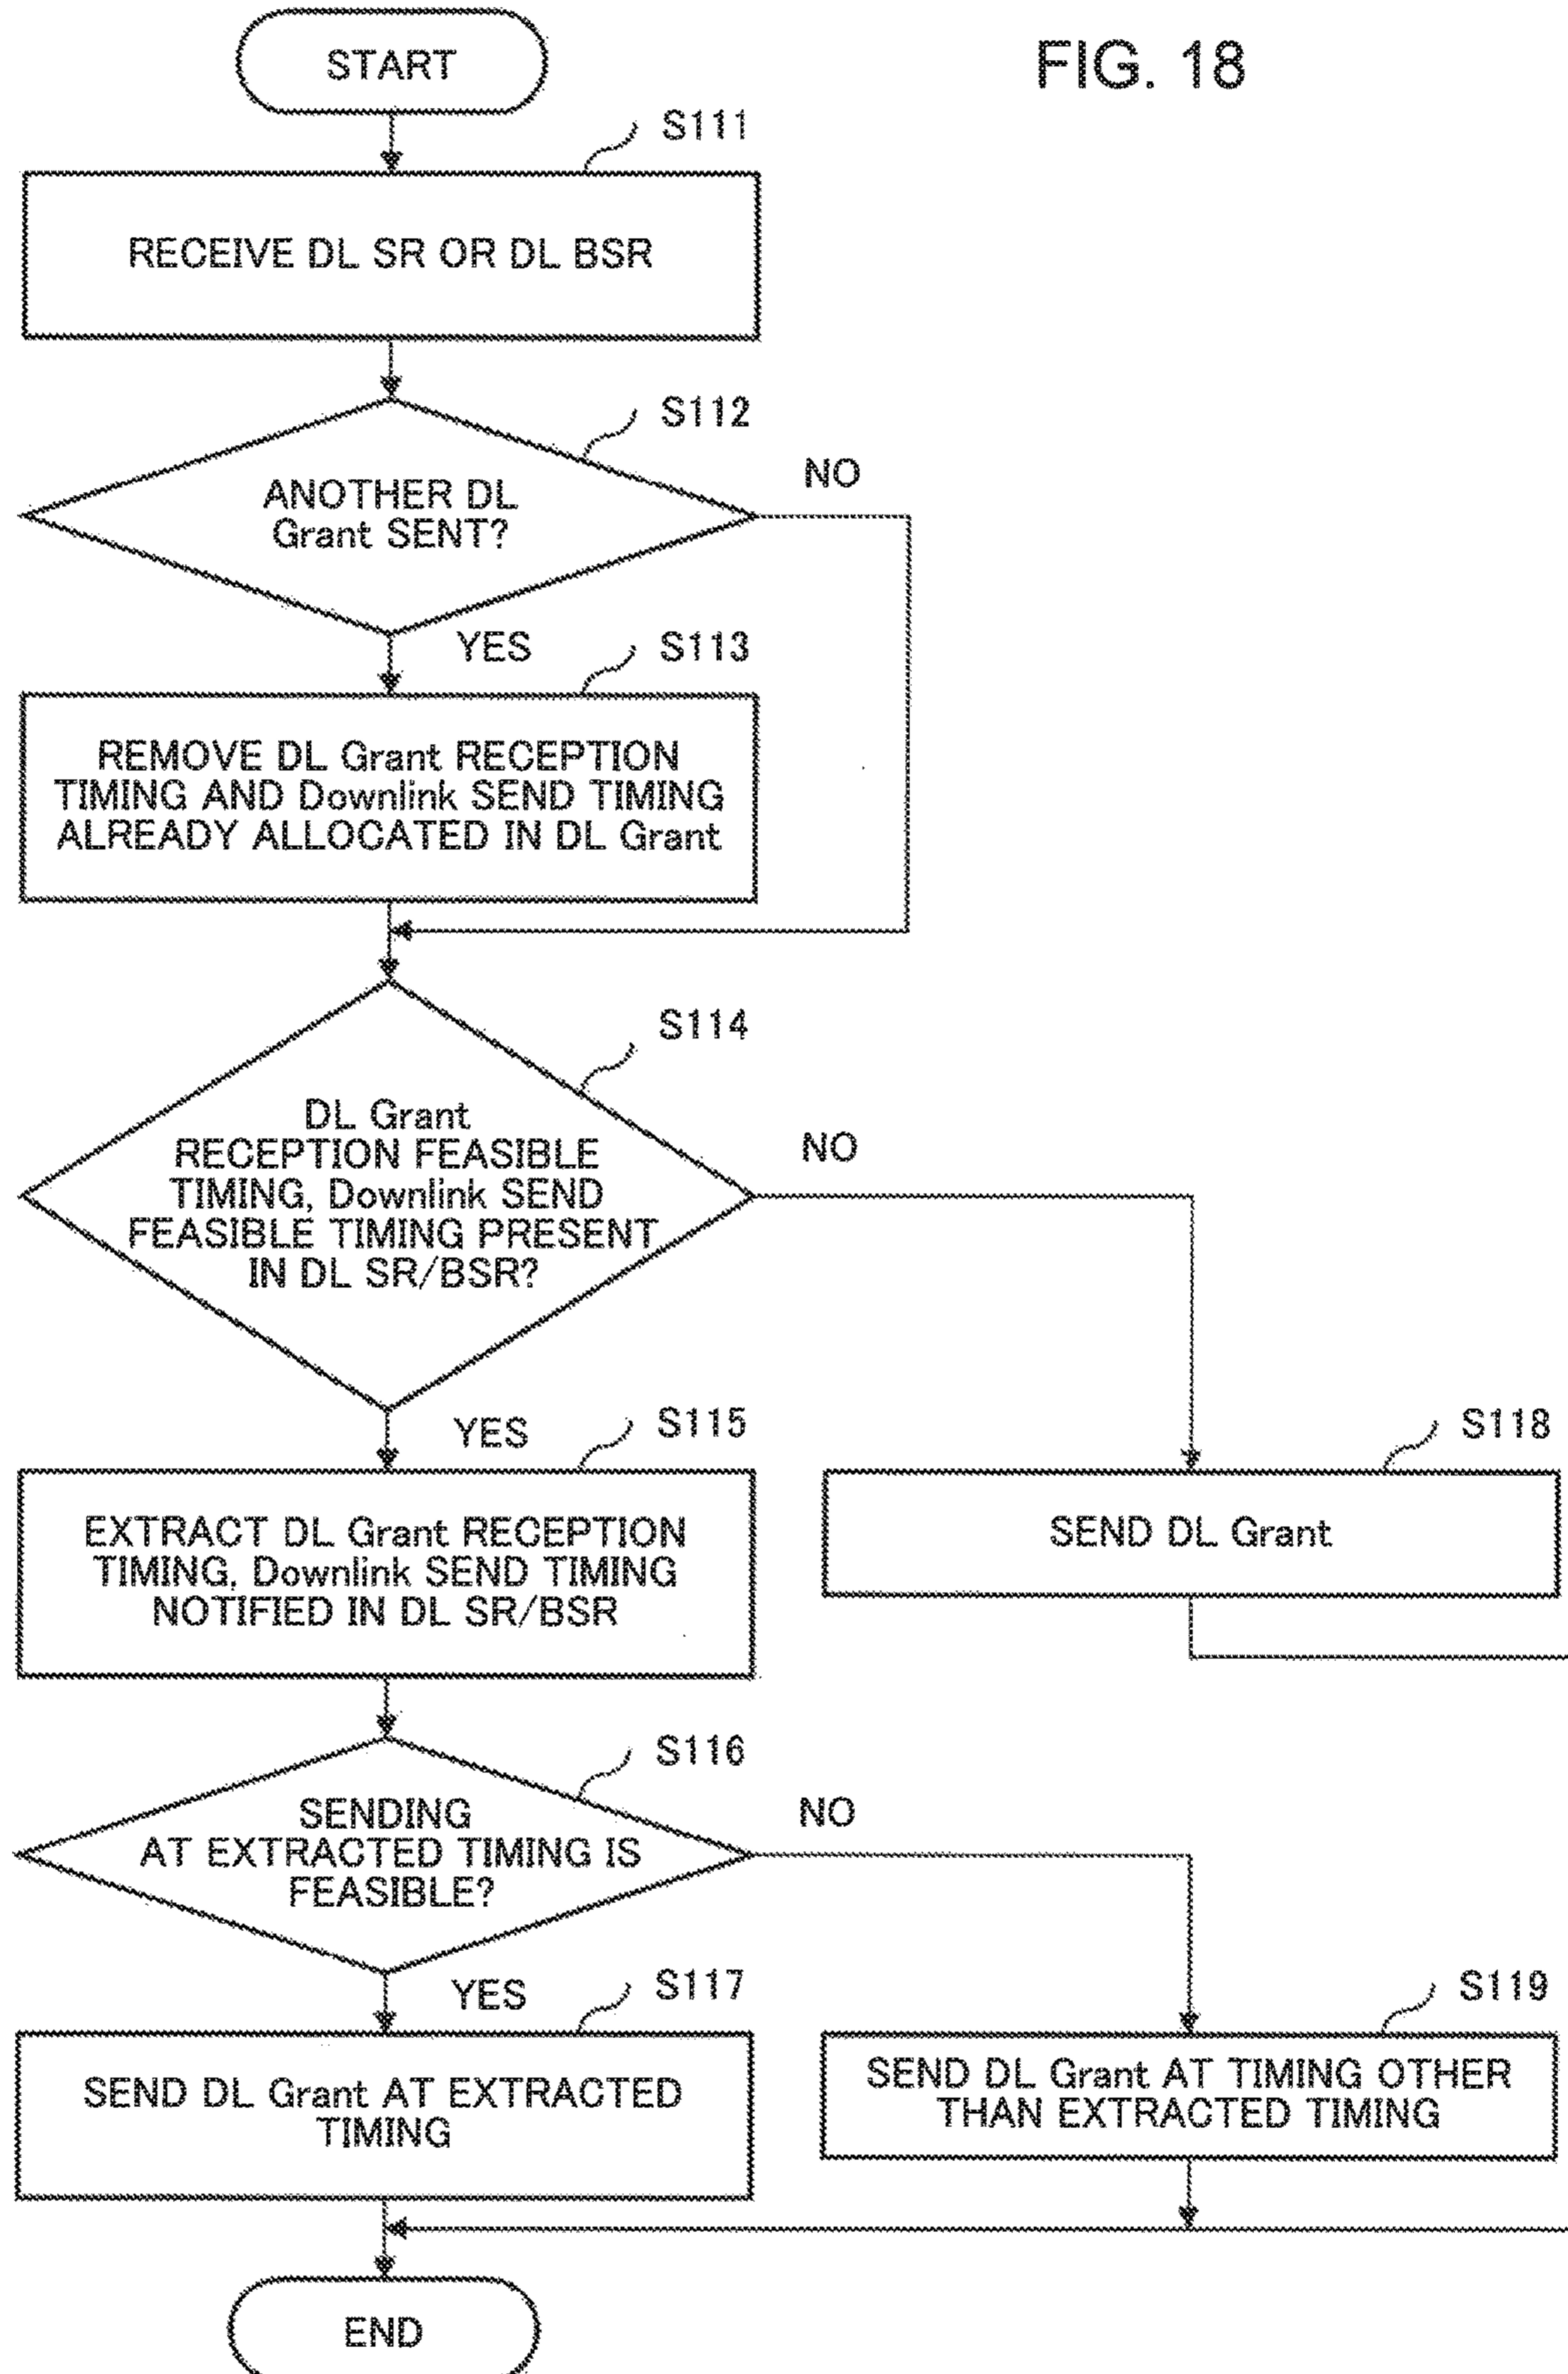 FIG. 18
START
S111
RECEIVE DL SR OR DL BSR
S112
ANOTHER DL
Grant SENT?
NO
YES
S113
REMOVE DL Grant RECEPTION
TIMING AND Downlink SEND TIMING
ALREADY ALLOCATED IN DL Grant
S114
DL Grant
RECEPTION FEASIBLE
TIMING, Downlink SEND
FEASIBLE TIMING PRESENT
IN DL SR/BSR?
NO
YES
S115
EXTRACT DL Grant RECEPTION
TIMING, Downlink SEND TIMING
NOTIFIED IN DL SR/BSR
S118
SEND DL Grant
S116
SENDING
AT EXTRACTED TIMING IS
FEASIBLE?
NO
YES
S117
SEND DL Grant AT EXTRACTED
TIMING
S119
SEND DL Grant AT TIMING OTHER
THAN EXTRACTED TIMING
END